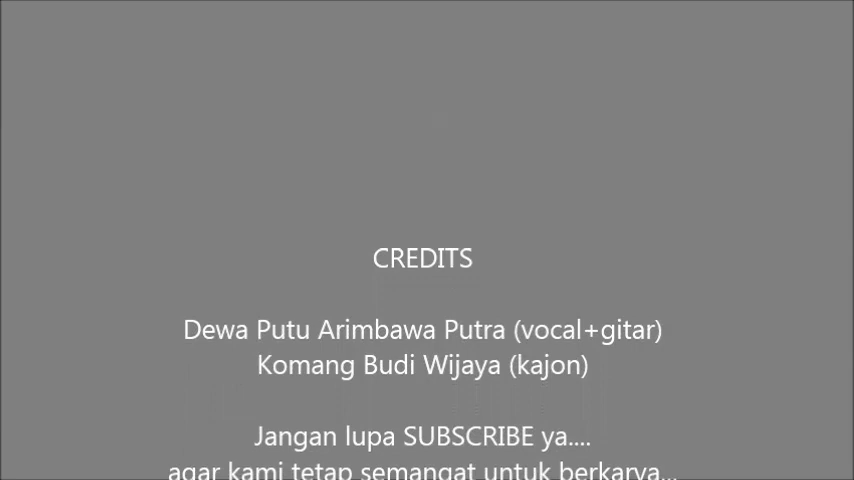 CREDITS
Dewa Putu Arimbawa Putra (vocal+gitar)
Komang Budi Wijaya (kajon)
Jangan lupa SUBSCRIBE ya....
agar kami tetap semangat untuk berkarya...